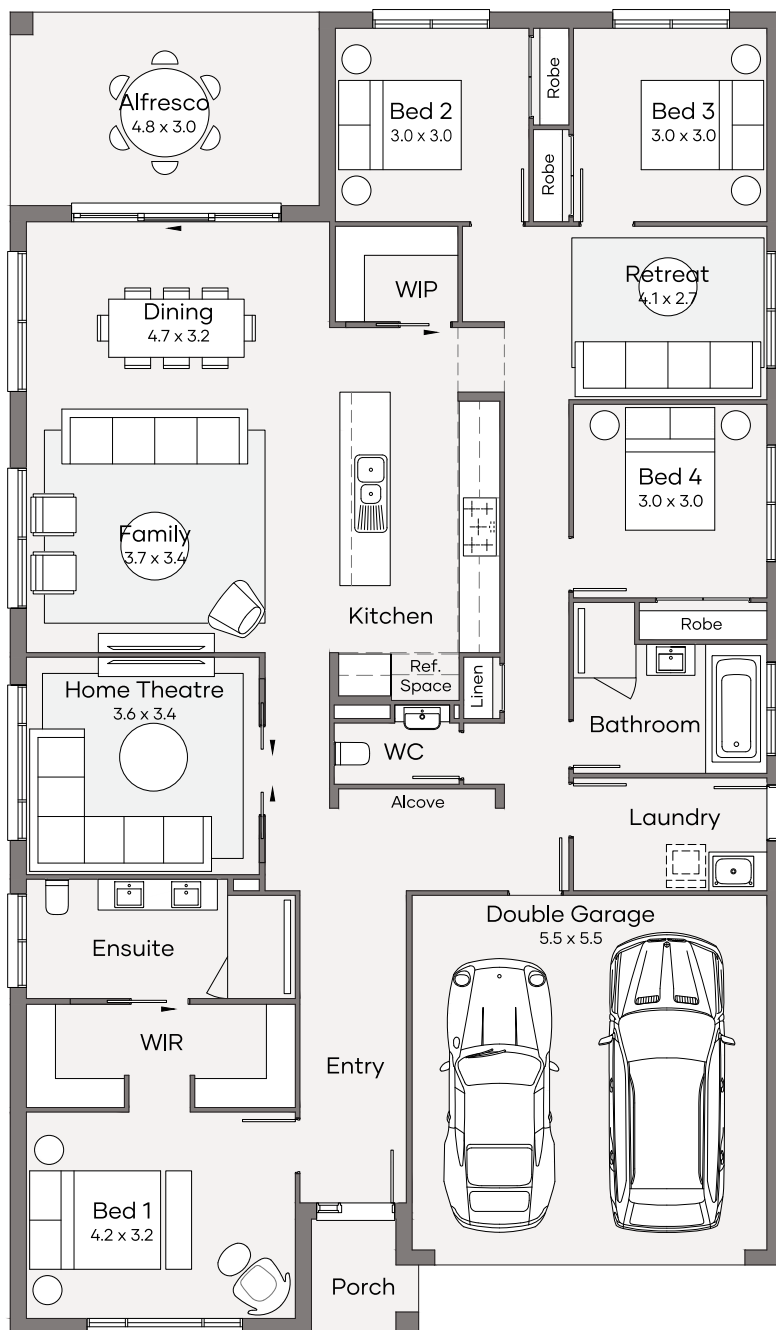 Alfresco
4.8 x 3.0
Bed 2
3.0 x 3.0
Robe
Robe
Bed 3
3.0 x 3.0
WIP
Retreat
4.1 x 2.7
Dining
4.7 x 3.2
Bed 4
3.0 x 3.0
Family
3.7 x 3.4
Kitchen
Robe
Ref.
Space
Linen
Home Theatre
3.6 x 3.4
WC
Bathroom
Alcove
Laundry
Double Garage
5.5 x 5.5
Ensuite
WIR
Entry
Bed 1
4.2 x 3.2
Porch